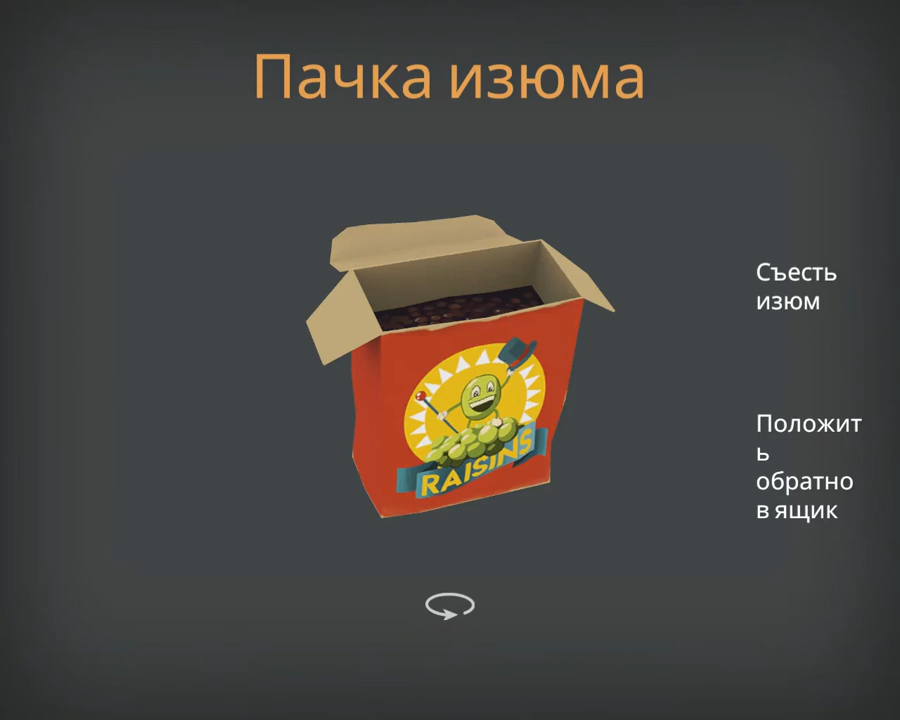 Пачка изюма
Съесть
изюм
RAISINS
Положит
ь
обратно
в ящик